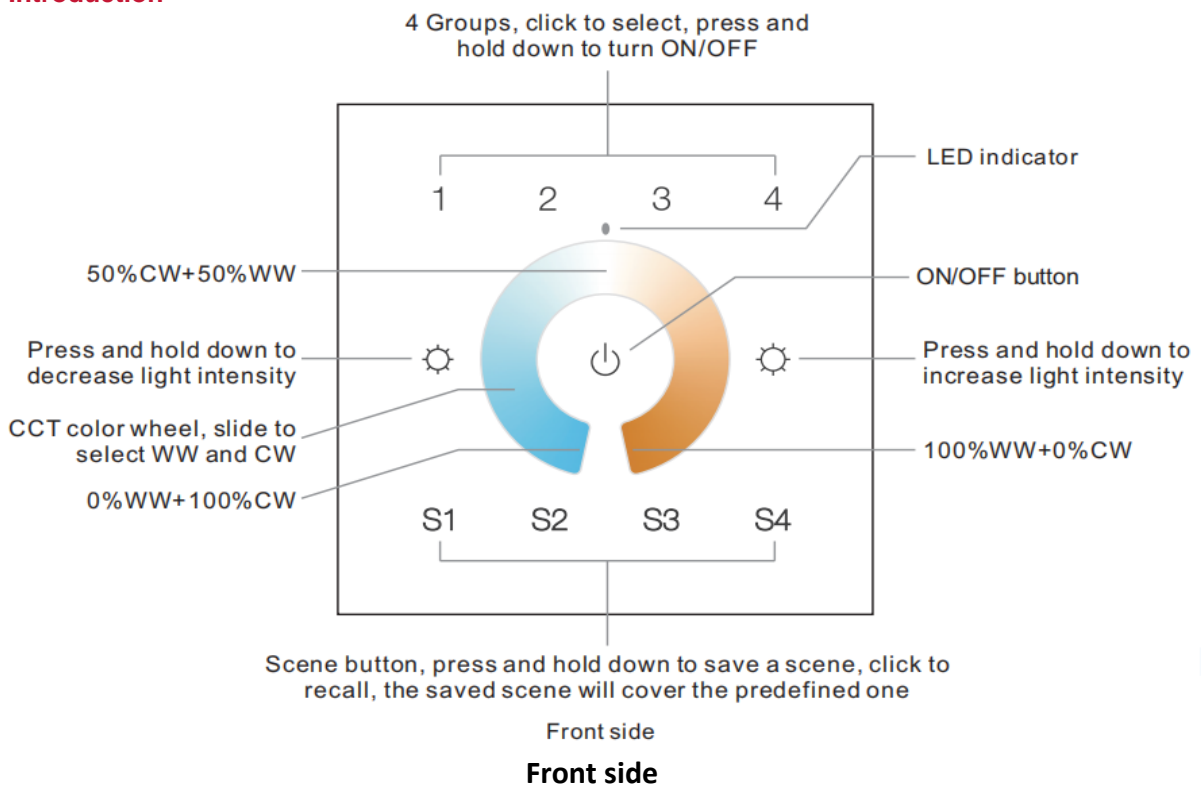 Introduction
4 Groups, click to select, press and
hold down to turn ON/OFF
LED indicator
1 2 3 4
50%CW+50%WW
ON/OFF button
Press and hold down to
decrease light intensity
Press and hold down to
increase light intensity
CCT color wheel, slide to
select WW and CW
100%WW+0%CW
0%WW+100%CW
S1 S2 S3 S4
Scene button, press and hold down to save a scene, click to
recall, the saved scene will cover the predefined one
Front side
Front side